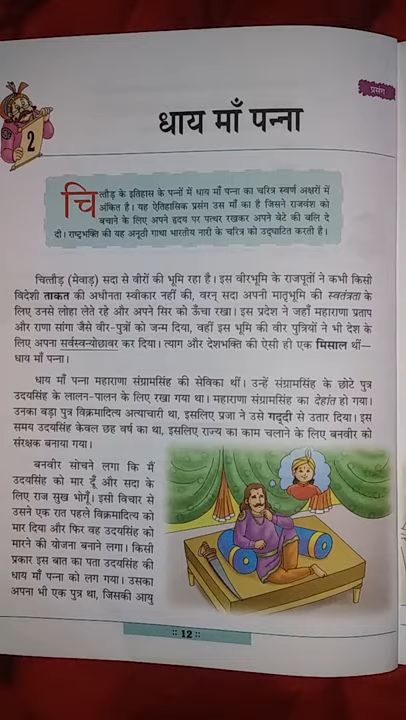 प्रसंग
2
धाय माँ पन्ना
चित्तौड़ के इतिहास के पन्नों में धाय माँ पन्ना का चरित्र स्वर्ण अक्षरों में
अंकित है। यह ऐतिहासिक प्रसंग उस माँ का है जिसने राजवंश को
बचाने के लिए अपने हृदय पर पत्थर रखकर अपने बेटे की बलि दे
दी। राष्ट्रभक्ति की यह अनूठी गाथा भारतीय नारी के चरित्र को उद्घाटित करती है।
चित्तौड़ (मेवाड़) सदा से वीरों की भूमि रहा है। इस वीरभूमि के राजपूतों ने कभी किसी
विदेशी ताकत की अधीनता स्वीकार नहीं की, वरन् सदा अपनी मातृभूमि की स्वतंत्रता के
लिए उनसे लोहा लेते रहे और अपने सिर को ऊँचा रखा। इस प्रदेश ने जहाँ महाराणा प्रताप
और राणा सांगा जैसे वीर-पुत्रों को जन्म दिया, वहीं इस भूमि की वीर पुत्रियों ने भी देश के
लिए अपना सर्वस्वन्योछावर कर दिया। त्याग और देशभक्ति की ऐसी ही एक मिसाल थीं—
धाय माँ पन्ना।
धाय माँ पन्ना महाराणा संग्रामसिंह की सेविका थीं। उन्हें संग्रामसिंह के छोटे पुत्र
उदयसिंह के लालन-पालन के लिए रखा गया था। महाराणा संग्रामसिंह का देहांत हो गया।
उनका बड़ा पुत्र विक्रमादित्य अत्याचारी था, इसलिए प्रजा ने उसे गद्दी से उतार दिया। इस
समय उदयसिंह केवल छह वर्ष का था, इसलिए राज्य का काम चलाने के लिए बनवीर को
संरक्षक बनाया गया।
बनवीर सोचने लगा कि मैं
उदयसिंह को मार दूँ और सदा के
लिए राज सुख भोगूँ। इसी विचार से
उसने एक रात पहले विक्रमादित्य को
मार दिया और फिर वह उदयसिंह को
मारने की योजना बनाने लगा। किसी
प्रकार इस बात का पता उदयसिंह की
धाय माँ पन्ना को लग गया। उसका
अपना भी एक पुत्र था, जिसकी आयु
:: 12 ::